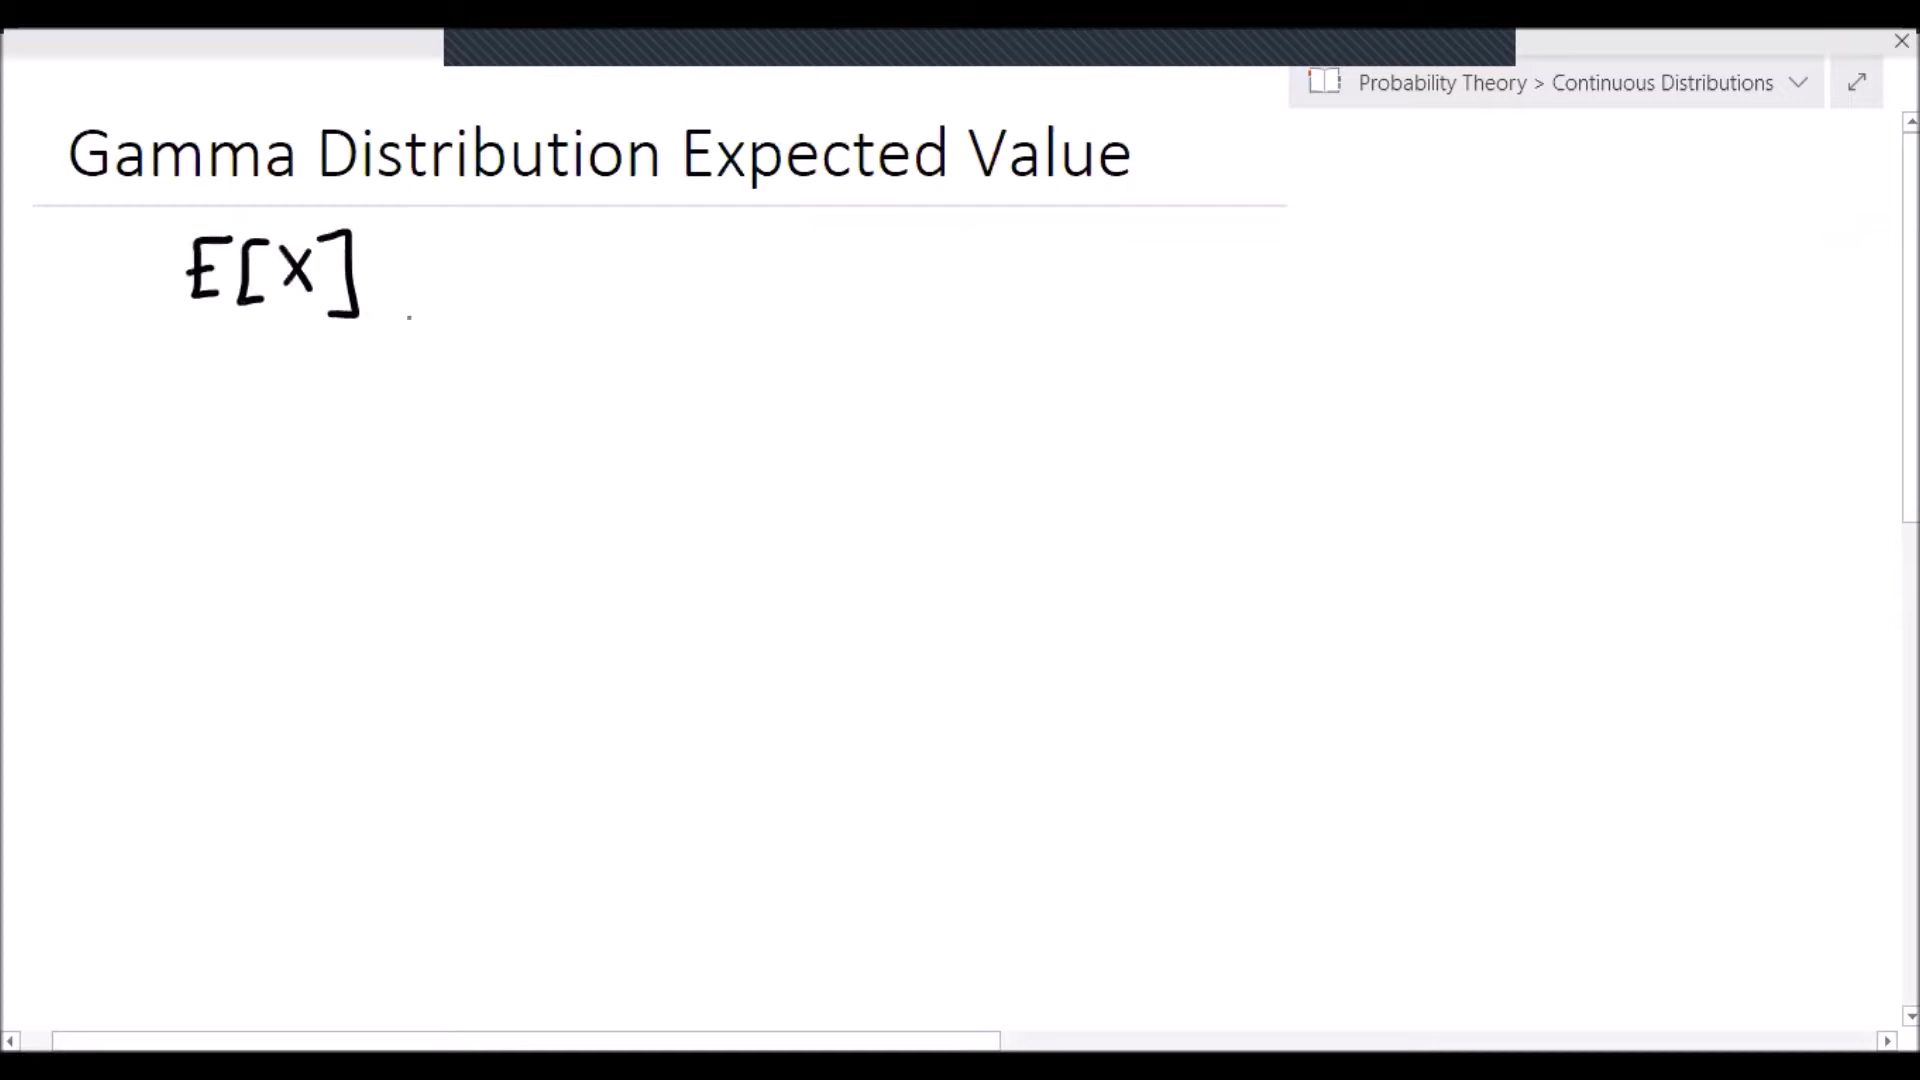 Probability Theory > Continuous Distributions
Gamma Distribution Expected Value
E[X]